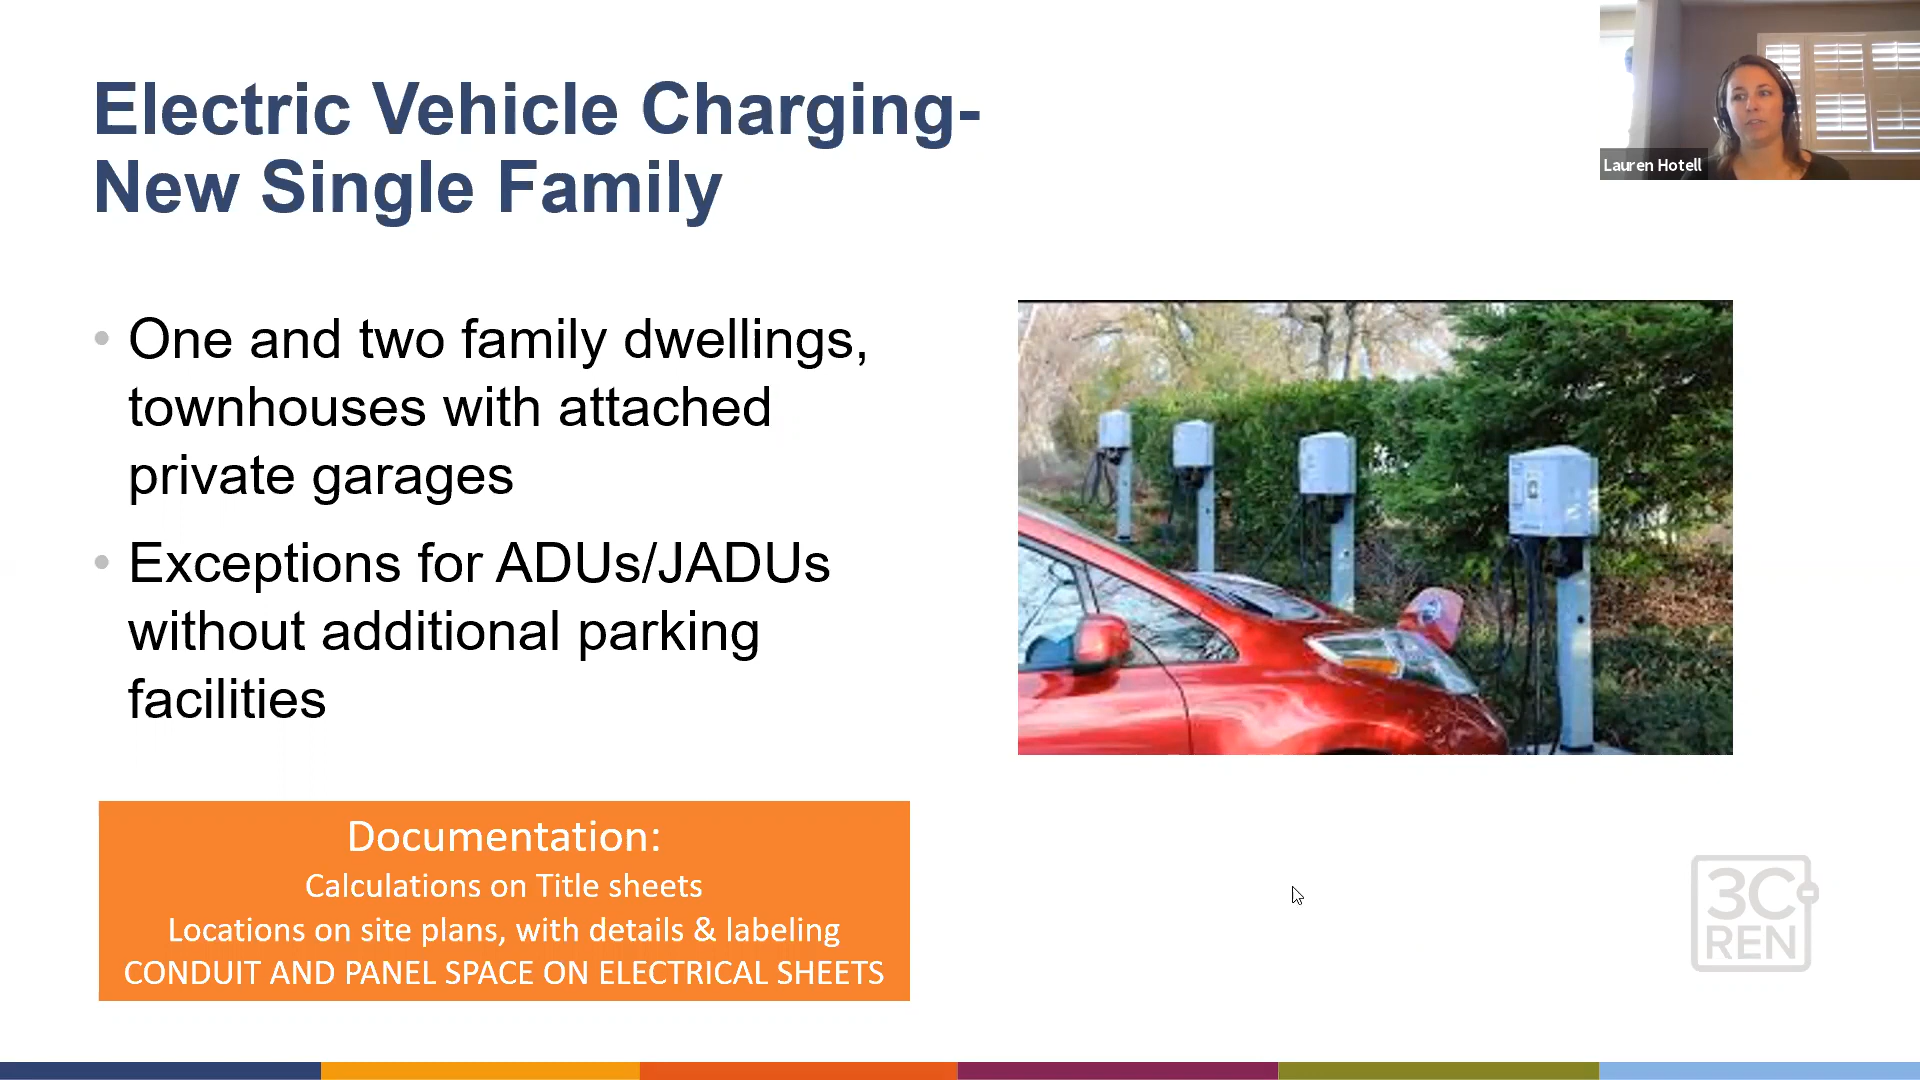 Electric Vehicle Charging-
New Single Family
Lauren Hotell
• One and two family dwellings,
townhouses with attached
private garages
• Exceptions for ADUs/JADUs
without additional parking
facilities
Documentation:
Calculations on Title sheets
Locations on site plans, with details & labeling
CONDUIT AND PANEL SPACE ON ELECTRICAL SHEETS
3C-
REN